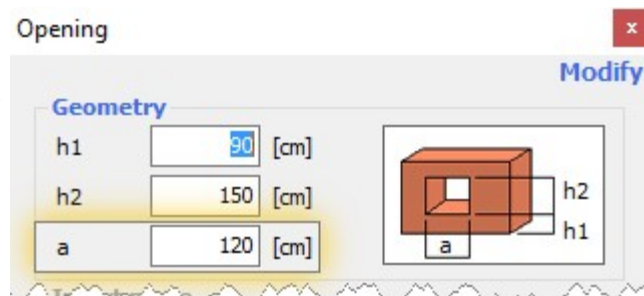 Opening x
Modify
Geometry
h1 90 [cm]
h2 150 [cm]
a 120 [cm]
h2
h1
a